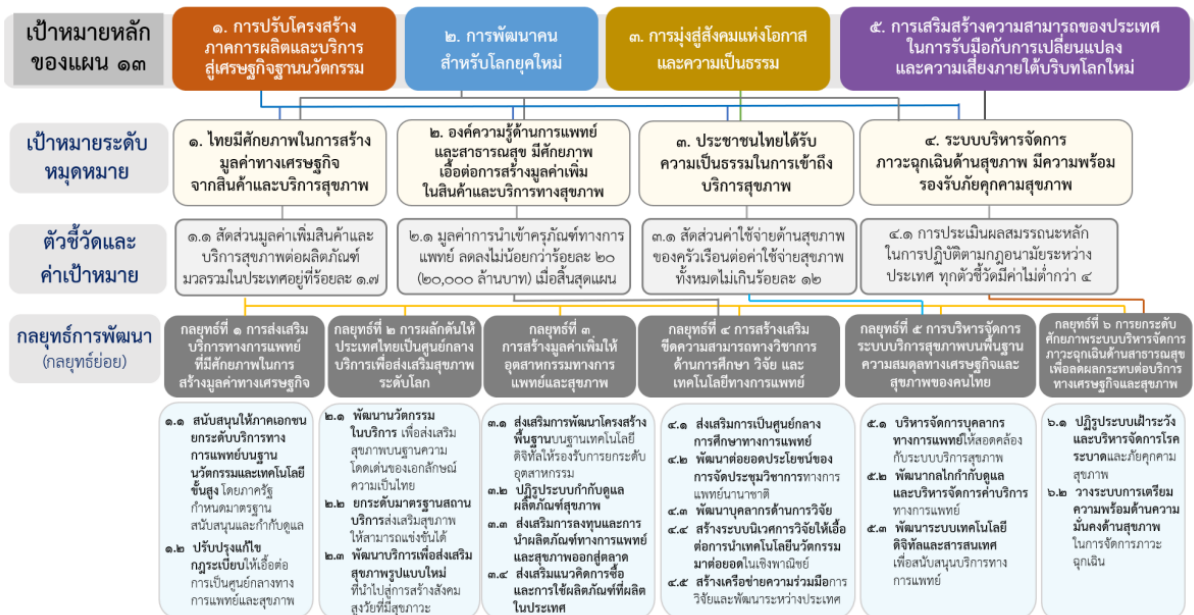 เป้าหมายหลัก
ของแผน ๑๓
๑. การปรับโครงสร้าง
ภาคการผลิตและบริการ
สู่เศรษฐกิจฐานนวัตกรรม
๒. การพัฒนาคน
สำหรับโลกยุคใหม่
๓. การมุ่งสู่สังคมแห่งโอกาส
และความเป็นธรรม
๕. การเสริมสร้างความสามารถของประเทศ
ในการรับมือกับการเปลี่ยนแปลง
และความเสี่ยงภายใต้บริบทโลกใหม่
เป้าหมายระดับ
หมุดหมาย
๑. ไทยมีศักยภาพในการสร้าง
มูลค่าทางเศรษฐกิจ
จากสินค้าและบริการสุขภาพ
๒. องค์ความรู้ด้านการแพทย์
และสาธารณสุข มีศักยภาพ
เอื้อต่อการสร้างมูลค่าเพิ่ม
ในสินค้าและบริการทางสุขภาพ
๓. ประชาชนไทยได้รับ
ความเป็นธรรมในการเข้าถึง
บริการสุขภาพ
๔. ระบบบริหารจัดการ
ภาวะฉุกเฉินด้านสุขภาพ มีความพร้อม
รองรับภัยคุกคามสุขภาพ
ตัวชี้วัดและ
ค่าเป้าหมาย
๑.๑ สัดส่วนมูลค่าเพิ่มสินค้าและ
บริการสุขภาพต่อผลิตภัณฑ์
มวลรวมในประเทศอยู่ที่ร้อยละ ๑.๗
๒.๑ มูลค่าการนำเข้าครุภัณฑ์ทางการ
แพทย์ ลดลงไม่น้อยกว่าร้อยละ ๒๐
(๒๐,๐๐๐ ล้านบาท) เมื่อสิ้นสุดแผน
๓.๑ สัดส่วนค่าใช้จ่ายด้านสุขภาพ
ของครัวเรือนต่อค่าใช้จ่ายสุขภาพ
ทั้งหมดไม่เกินร้อยละ ๑๒
๔.๑ การประเมินผลสมรรถนะหลัก
ในการปฏิบัติตามกฎอนามัยระหว่าง
ประเทศ ทุกตัวชี้วัดมีค่าไม่ต่ำกว่า ๔
กลยุทธ์การพัฒนา
(กลยุทธ์ย่อย)
กลยุทธ์ที่ ๑ การส่งเสริม
บริการทางการแพทย์
ที่มีศักยภาพในการ
สร้างมูลค่าทางเศรษฐกิจ
กลยุทธ์ที่ ๒ การผลักดันให้
ประเทศไทยเป็นศูนย์กลาง
บริการเพื่อส่งเสริมสุขภาพ
ระดับโลก
กลยุทธ์ที่ ๓
การสร้างมูลค่าเพิ่มให้
อุตสาหกรรมทางการ
แพทย์และสุขภาพ
กลยุทธ์ที่ ๔ การสร้างเสริม
ขีดความสามารถทางวิชาการ
ด้านการศึกษา วิจัย และ
เทคโนโลยีทางการแพทย์
กลยุทธ์ที่ ๕ การบริหารจัดการ
ระบบบริการสุขภาพบนพื้นฐาน
ความสมดุลทางเศรษฐกิจและ
สุขภาพของคนไทย
กลยุทธ์ที่ ๖ การยกระดับ
ศักยภาพระบบบริหารจัดการ
ภาวะฉุกเฉินด้านสาธารณสุข
เพื่อลดผลกระทบต่อบริการ
ทางเศรษฐกิจและสุขภาพ
๑.๑ สนับสนุนให้ภาคเอกชน
ยกระดับบริการทาง
การแพทย์บนฐาน
นวัตกรรมและเทคโนโลยี
ขั้นสูง โดยภาครัฐ
กำหนดมาตรฐาน
สนับสนุนและกำกับดูแล
๑.๒ ปรับปรุงแก้ไข
กฎระเบียบให้เอื้อต่อ
การเป็นศูนย์กลางทาง
การแพทย์และสุขภาพ
๒.๑ พัฒนานวัตกรรม
ในบริการ เพื่อส่งเสริม
สุขภาพบนฐานความ
โดดเด่นของเอกลักษณ์
ความเป็นไทย
๒.๒ ยกระดับมาตรฐานสถาน
บริการส่งเสริมสุขภาพ
ให้สามารถแข่งขันได้
๒.๓ พัฒนาบริการเพื่อส่งเสริม
สุขภาพรูปแบบใหม่
ที่นำไปสู่การสร้างสังคม
สูงวัยที่มีสุขภาวะ
๓.๑ ส่งเสริมการพัฒนาโครงสร้าง
พื้นฐานบนฐานเทคโนโลยี
ดิจิทัลให้รองรับการยกระดับ
อุตสาหกรรม
๓.๒ ปฏิรูประบบกำกับดูแล
ผลิตภัณฑ์สุขภาพ
๓.๓ ส่งเสริมการลงทุนและการ
นำผลิตภัณฑ์ทางการแพทย์
และสุขภาพออกสู่ตลาด
๓.๔ ส่งเสริมแนวคิดการซื้อ
และการใช้ผลิตภัณฑ์ที่ผลิต
ในประเทศ
๔.๑ ส่งเสริมการเป็นศูนย์กลาง
การศึกษาทางการแพทย์
๔.๒ พัฒนาต่อยอดประโยชน์ของ
การจัดประชุมวิชาการทางการ
แพทย์นานาชาติ
๔.๓ พัฒนาบุคลากรด้านการวิจัย
๔.๔ สร้างระบบนิเวศการวิจัยให้เอื้อ
ต่อการนำเทคโนโลยีนวัตกรรม
มาต่อยอดในเชิงพาณิชย์
๔.๕ สร้างเครือข่ายความร่วมมือการ
วิจัยและพัฒนาระหว่างประเทศ
๕.๑ บริหารจัดการบุคลากร
ทางการแพทย์ให้สอดคล้อง
กับระบบบริการสุขภาพ
๕.๒ พัฒนากลไกกำกับดูแล
และบริหารจัดการค่าบริการ
ทางการแพทย์
๕.๓ พัฒนาระบบเทคโนโลยี
ดิจิทัลและสารสนเทศ
เพื่อสนับสนุนบริการทาง
การแพทย์
๖.๑ ปฏิรูประบบเฝ้าระวัง
และบริหารจัดการโรค
ระบาดและภัยคุกคาม
สุขภาพ
๖.๒ วางระบบการเตรียม
ความพร้อมด้านความ
มั่นคงด้านสุขภาพ
ในการจัดการภาวะ
ฉุกเฉิน